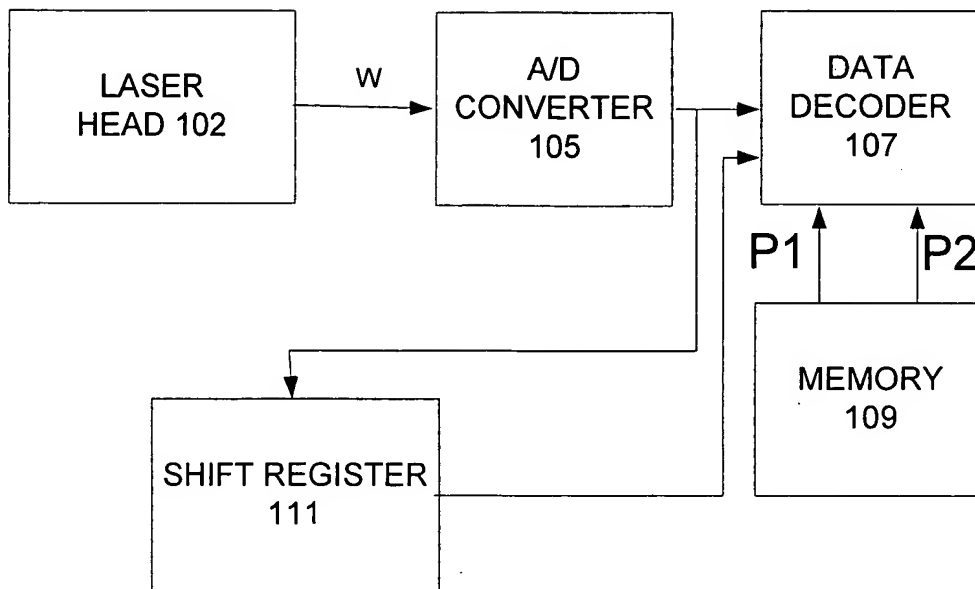 LASER
HEAD 102
W
A/D
CONVERTER
105
DATA
DECODER
107
P1
P2
MEMORY
109
SHIFT REGISTER
111